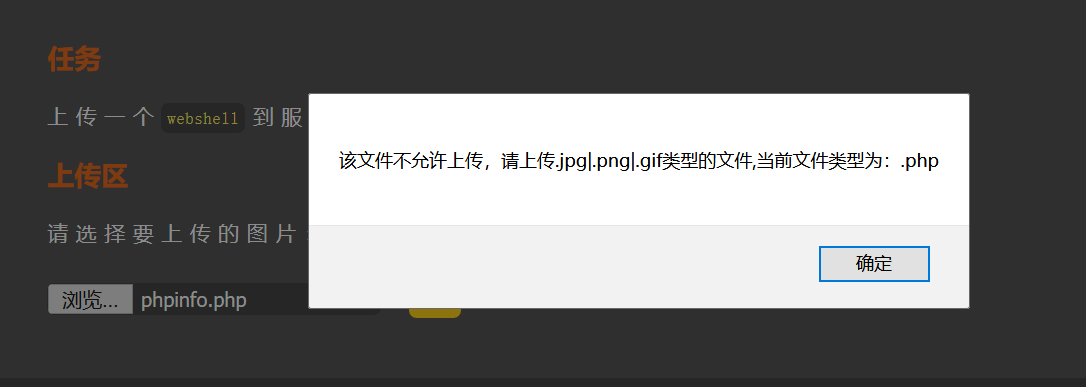 任务
上传一个 webshell 到服
该文件不允许上传，请上传.jpg|.png|.gif类型的文件,当前文件类型为：.php
上传区
请选择要上传的图片
确定
浏览... phpinfo.php